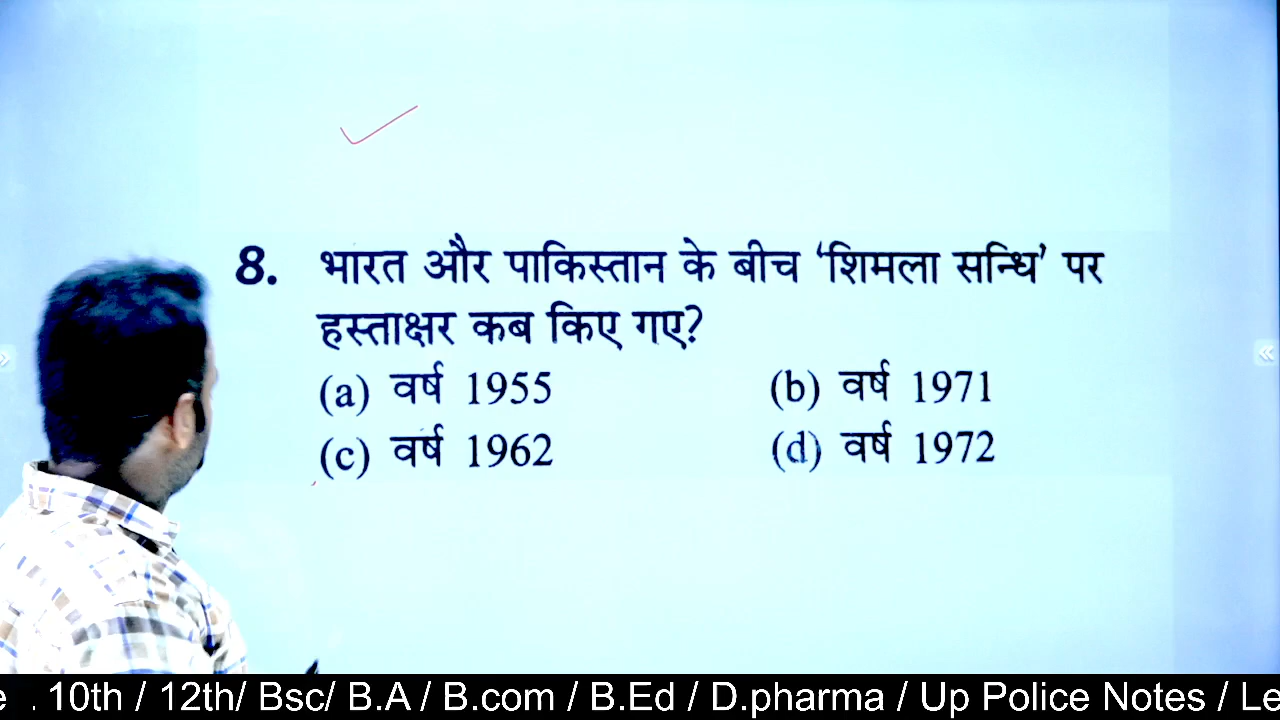 8. भारत और पाकिस्तान के बीच ‘शिमला सन्धि’ पर
हस्ताक्षर कब किए गए?
(a) वर्ष 1955 (b) वर्ष 1971
(c) वर्ष 1962 (d) वर्ष 1972
. 10th / 12th/ Bsc/ B.A / B.com / B.Ed / D.pharma / Up Police Notes /